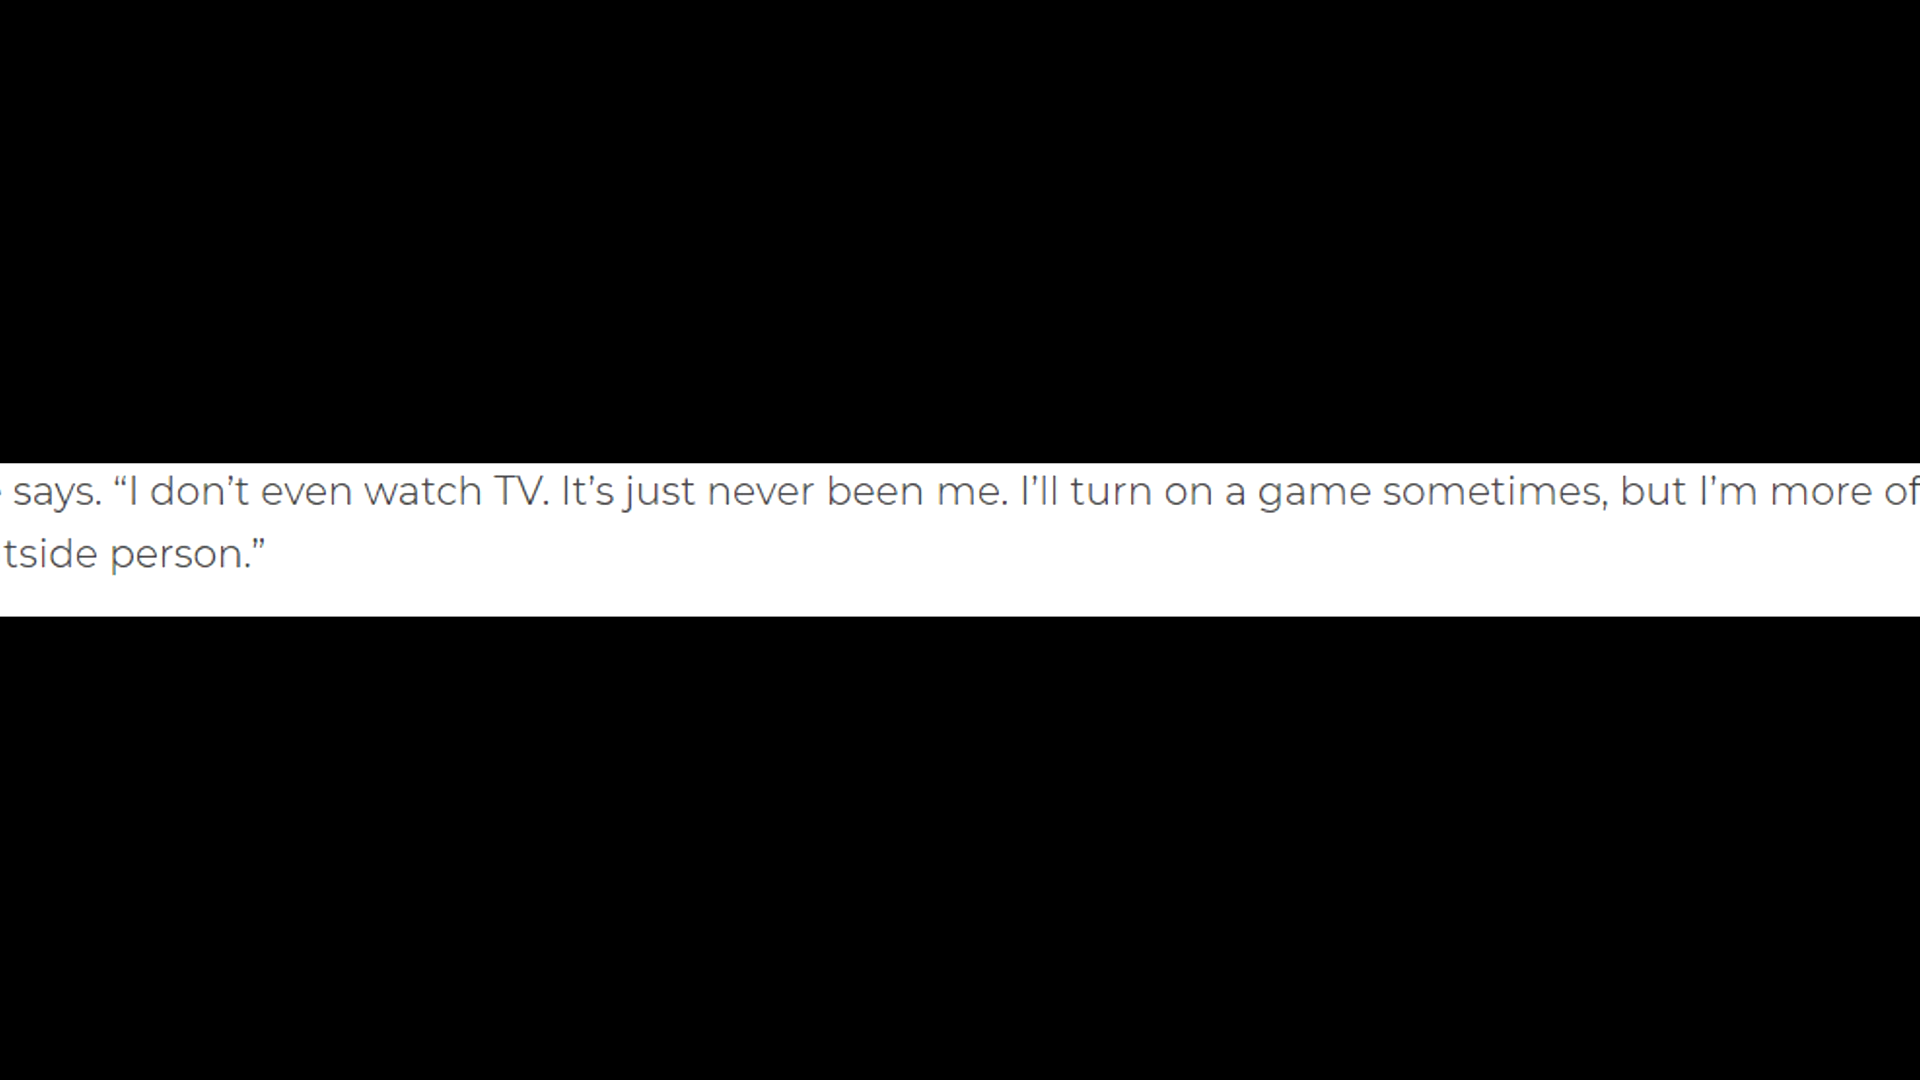 says. “I don’t even watch TV. It’s just never been me. I’ll turn on a game sometimes, but I’m more of
tside person.”